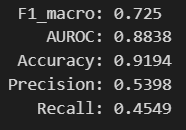 F1_macro: 0.725
AUROC: 0.8838
Accuracy: 0.9194
Precision: 0.5398
Recall: 0.4549